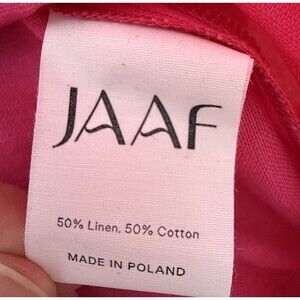 JAAF
50% Linen, 50% Cotton
MADE IN POLAND